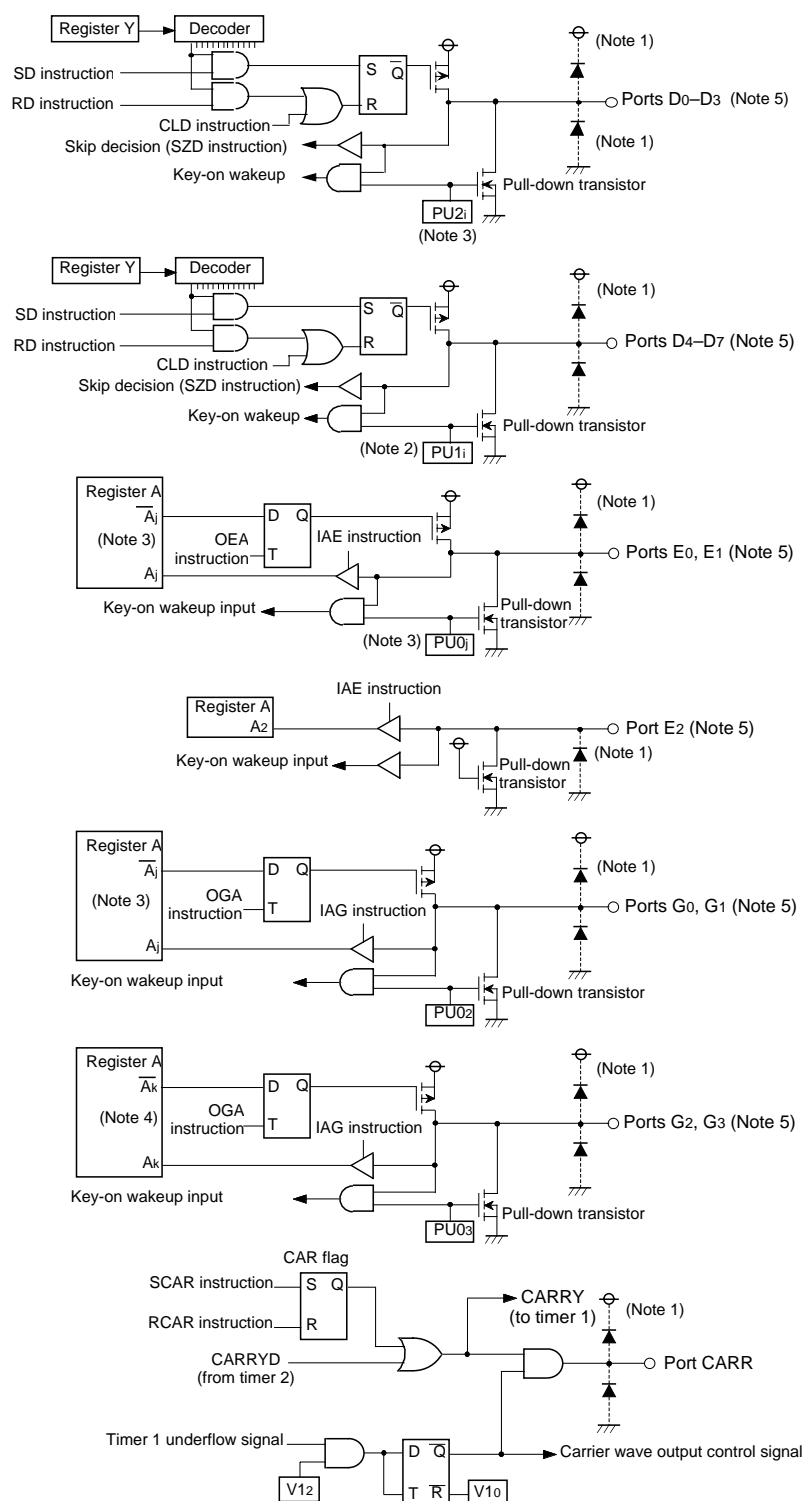 Register Y
Decoder
(Note 1)
SD instruction
S
Q
RD instruction
R
Ports D0–D3 (Note 5)
CLD instruction
Skip decision (SZD instruction)
(Note 1)
Key-on wakeup
Pull-down transistor
PU2i
(Note 3)
Register Y
Decoder
(Note 1)
SD instruction
S
Q
RD instruction
R
Ports D4–D7 (Note 5)
CLD instruction
Skip decision (SZD instruction)
Key-on wakeup
Pull-down transistor
(Note 2)
PU1i
Register A
(Note 1)
Aj
D
Q
(Note 3)
OEA
instruction
T
IAE instruction
Ports E0, E1 (Note 5)
Aj
Key-on wakeup input
Pull-down
transistor
(Note 3)
PU0j
IAE instruction
Register A
A2
Port E2 (Note 5)
Key-on wakeup input
(Note 1)
Pull-down
transistor
Register A
Aj
D
Q
(Note 1)
(Note 3)
OGA
instruction
T
IAG instruction
Ports G0, G1 (Note 5)
Aj
Key-on wakeup input
Pull-down transistor
PU02
Register A
(Note 1)
Ak
D
Q
(Note 4)
OGA
instruction
T
IAG instruction
Ports G2, G3 (Note 5)
Ak
Key-on wakeup input
Pull-down transistor
PU03
CAR flag
SCAR instruction
S
Q
CARRY
(to timer 1)
(Note 1)
RCAR instruction
R
CARRYD
(from timer 2)
Port CARR
Timer 1 underflow signal
D
Q
Carrier wave output control signal
V12
T
R
V10